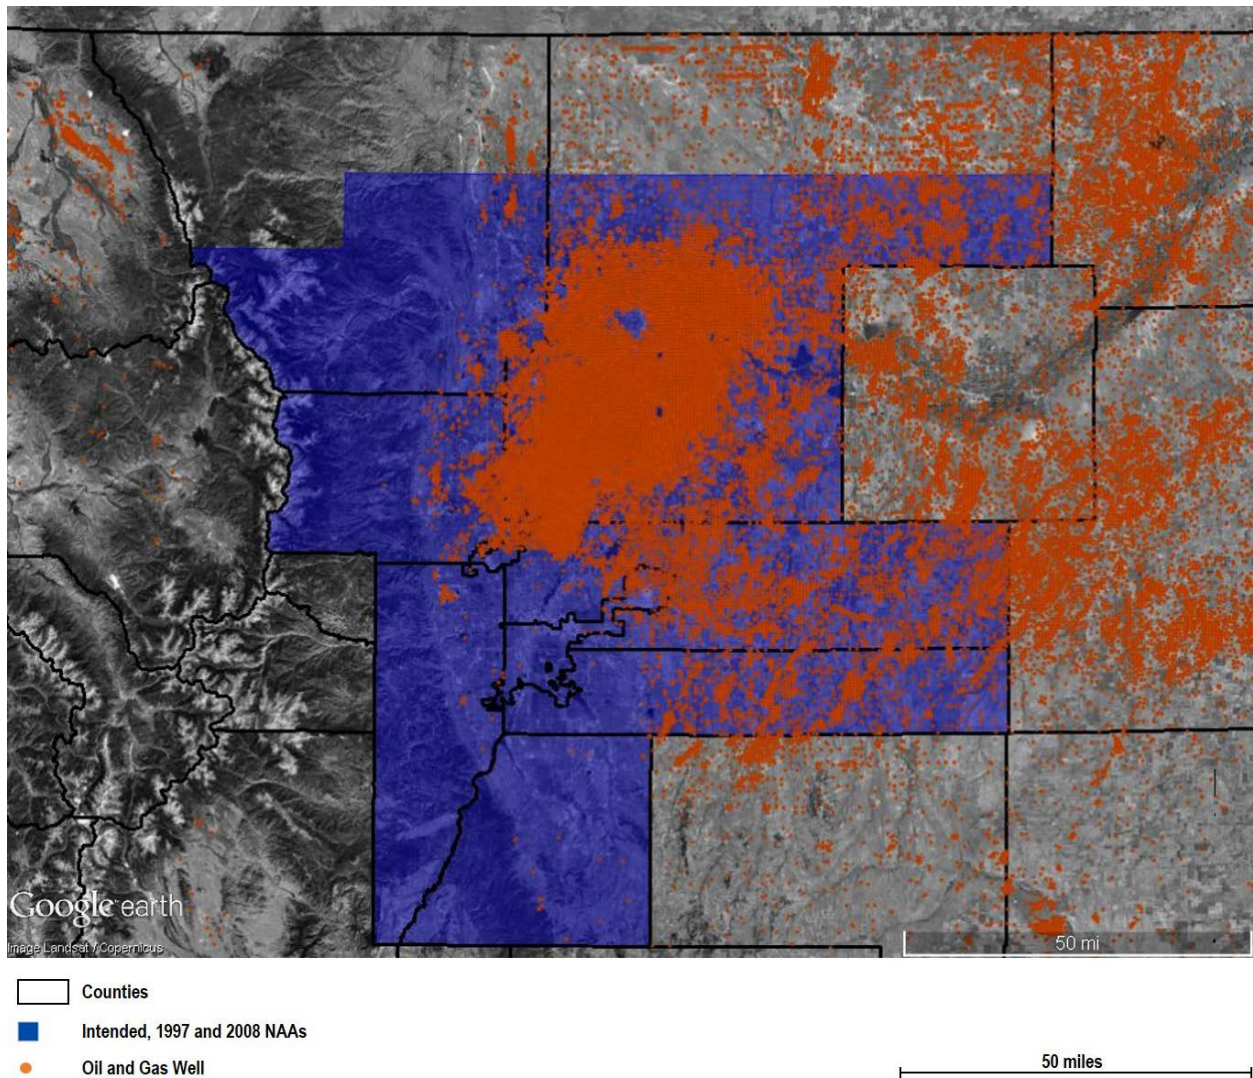 Google earth
Image Landsat / Copernicus
50 mi
Counties
Intended, 1997 and 2008 NAAs
Oil and Gas Well
50 miles